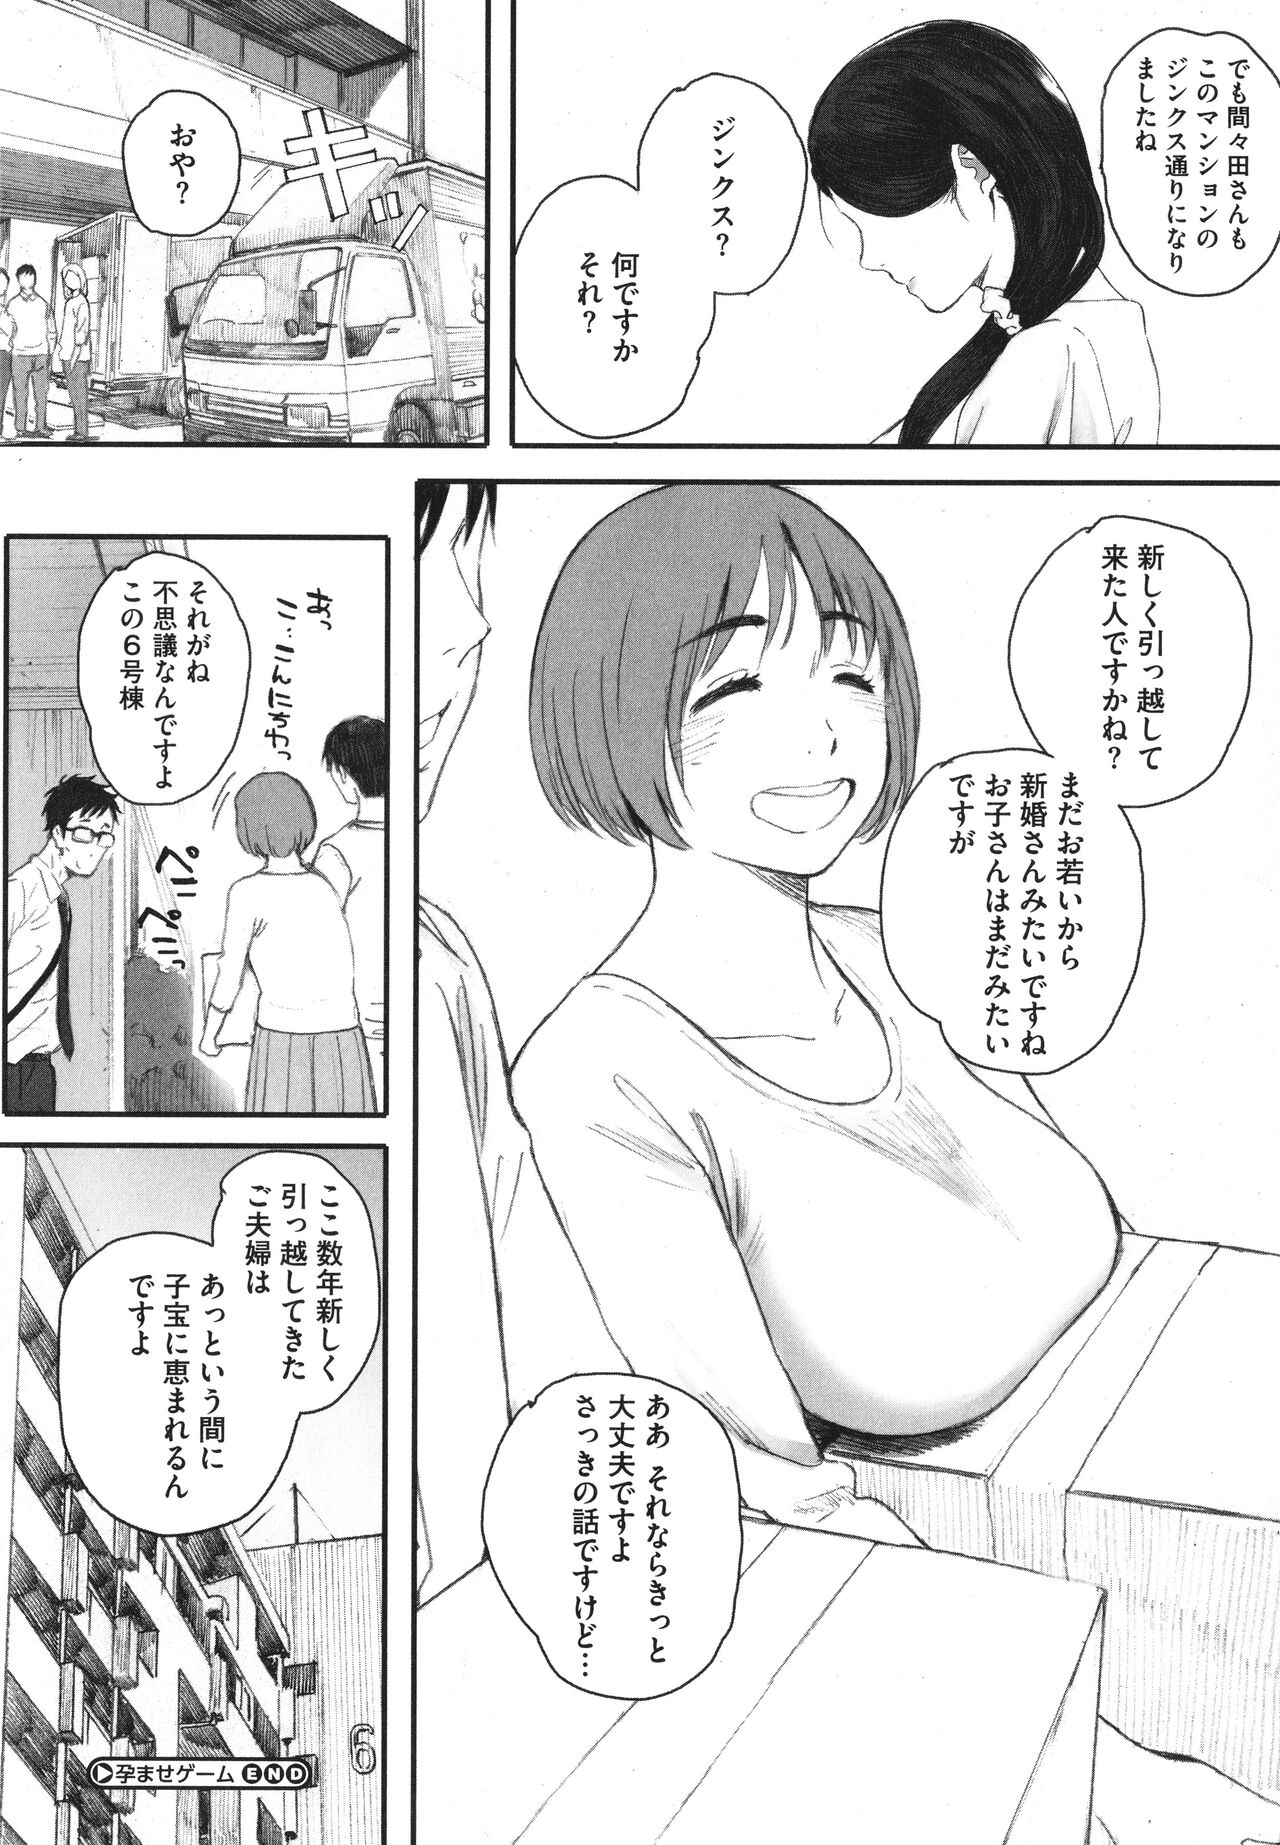 でも間々田さんも
このマンションの
ジンクス通りになり
ましたね
ジンクス?
何ですか
それ?
キ
キッ
おや?
新しく引っ越して
来た人ですかね?
まだお若いから
新婚さんみたいですね
お子さんはまだみたい
ですが
ああ それならきっと
大丈夫ですよ
さっきの話ですけど…
あっ
こ…こんにちわっ
ペコ
ペコ
それがね
不思議なんですよ
この6号棟
ここ数年新しく
引っ越してきた
ご夫婦は
あっという間に
子宝に恵まれるん
ですよ
6
孕ませゲーム END